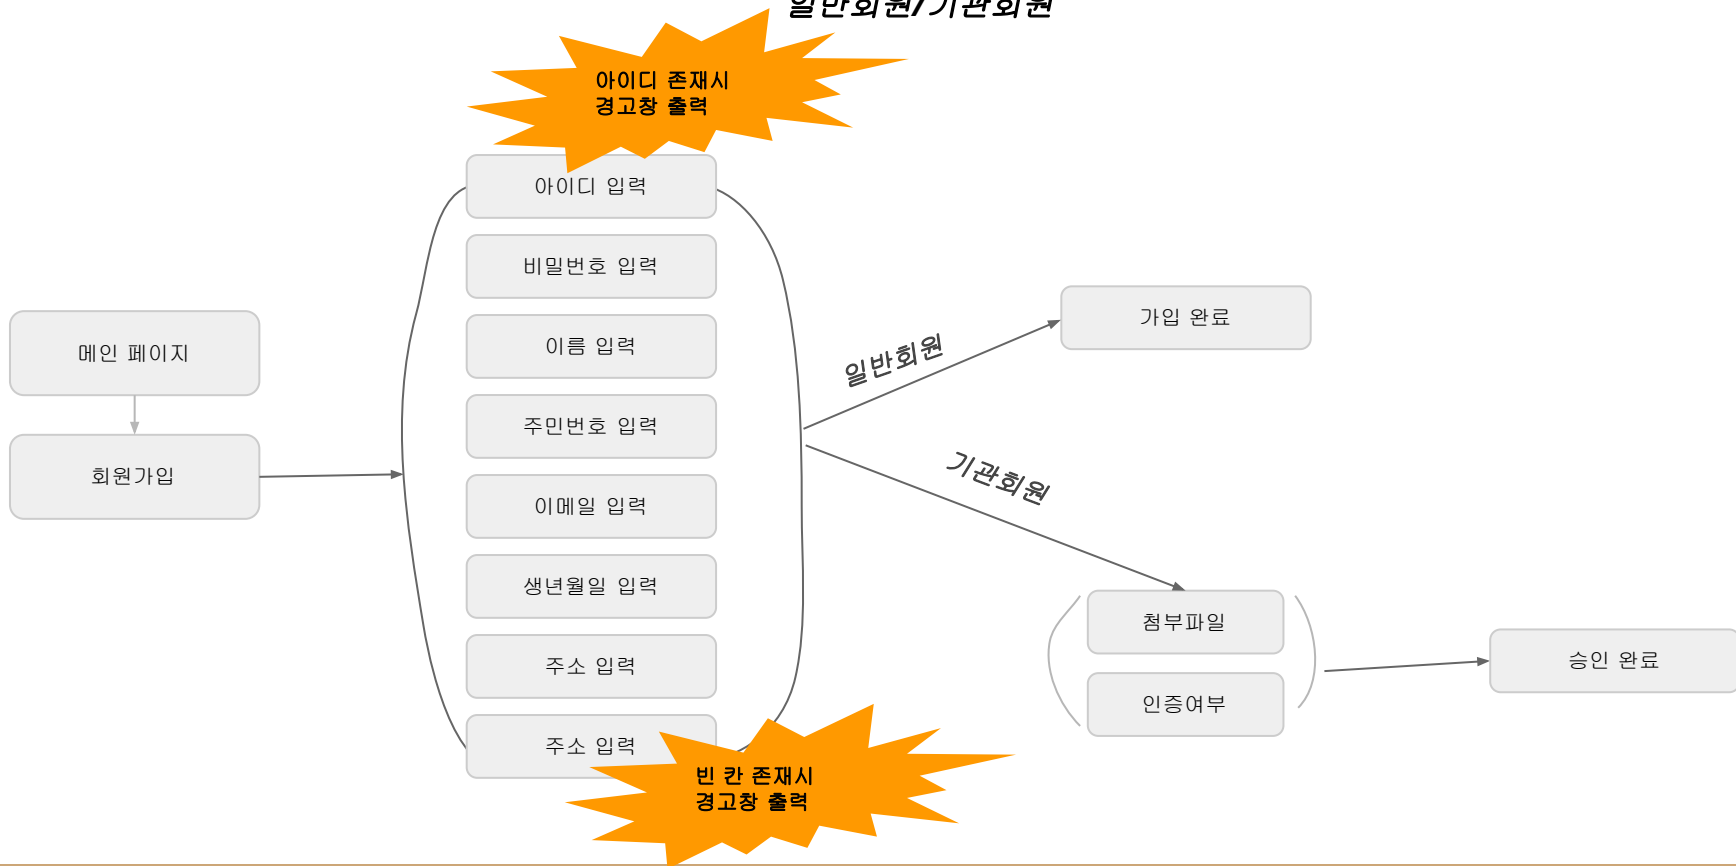 일반회원/기관회원
아이디 존재시
경고창 출력
아이디 입력
비밀번호 입력
이름 입력
주민번호 입력
이메일 입력
생년월일 입력
주소 입력
주소 입력
빈 칸 존재시
경고창 출력
메인 페이지
회원가입
일반회원
가입 완료
기관회원
첨부파일
인증여부
승인 완료